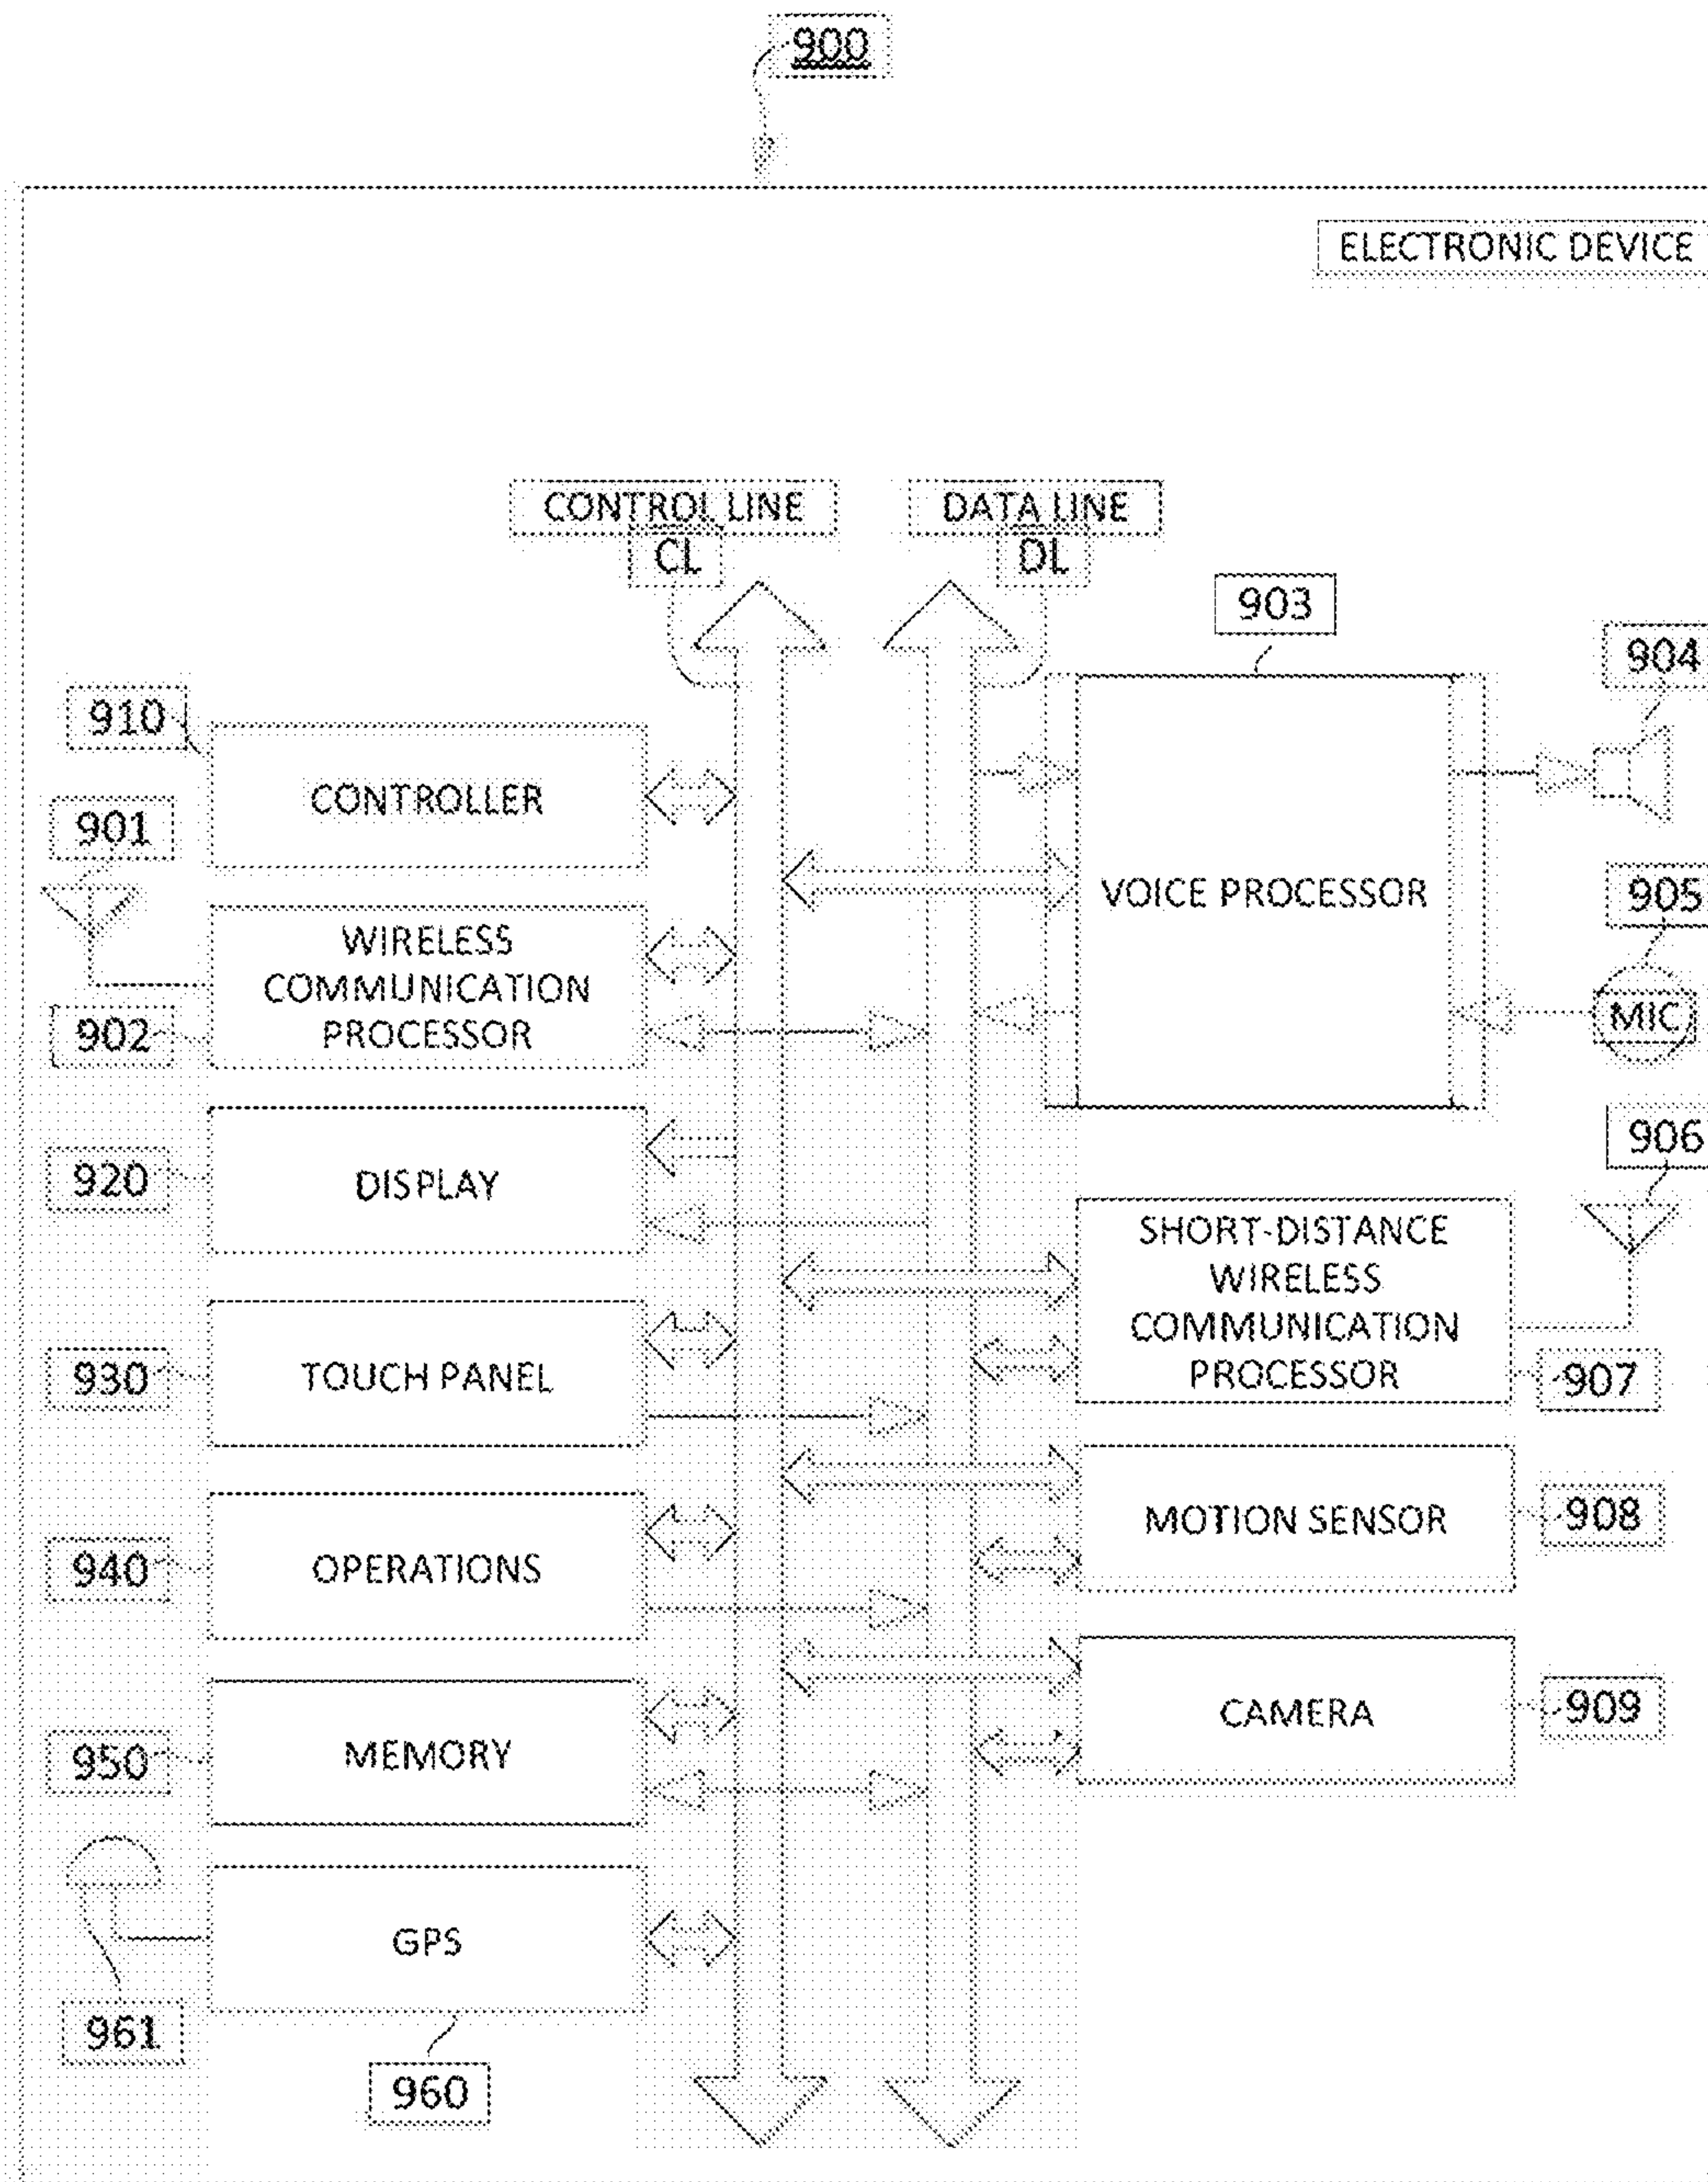 900
ELECTRONIC DEVICE
CONTROL LINE
CL
DATA LINE
DL
903
904
910
CONTROLLER
901
VOICE PROCESSOR
905
MIC
WIRELESS
COMMUNICATION
PROCESSOR
902
906
DISPLAY
920
SHORT-DISTANCE
WIRELESS
COMMUNICATION
PROCESSOR
907
TOUCH PANEL
930
MOTION SENSOR
908
OPERATIONS
940
CAMERA
909
MEMORY
950
GPS
961
960